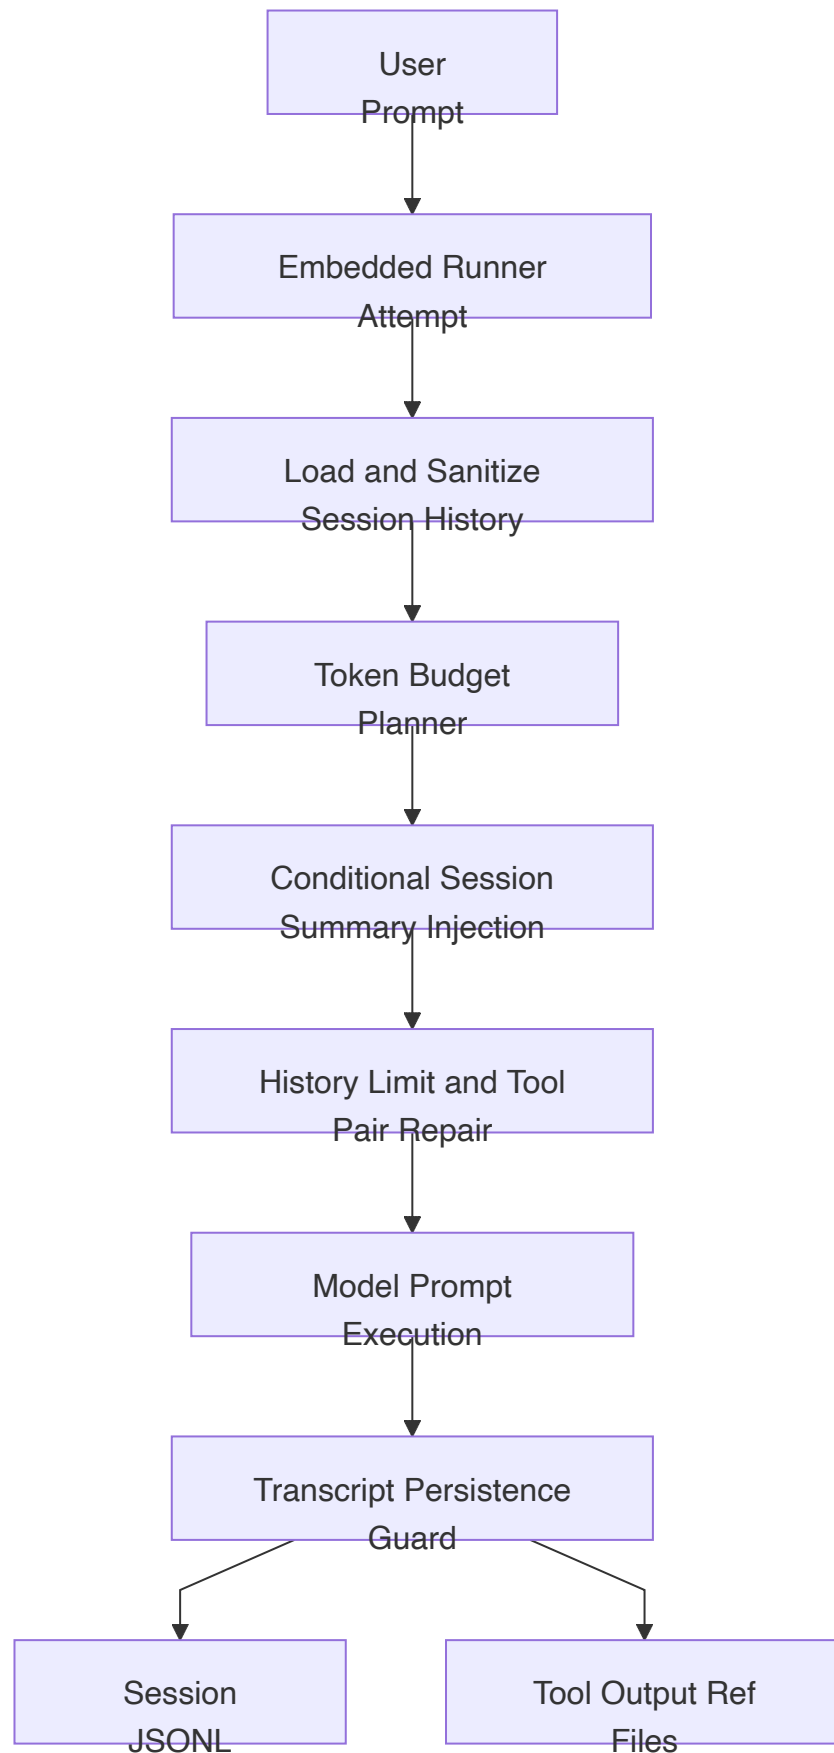 User
Prompt
Embedded Runner
Attempt
Load and Sanitize
Session History
Token Budget
Planner
Conditional Session
Summary Injection
History Limit and Tool
Pair Repair
Model Prompt
Execution
Transcript Persistence
Guard
Session
JSONL
Tool Output Ref
Files